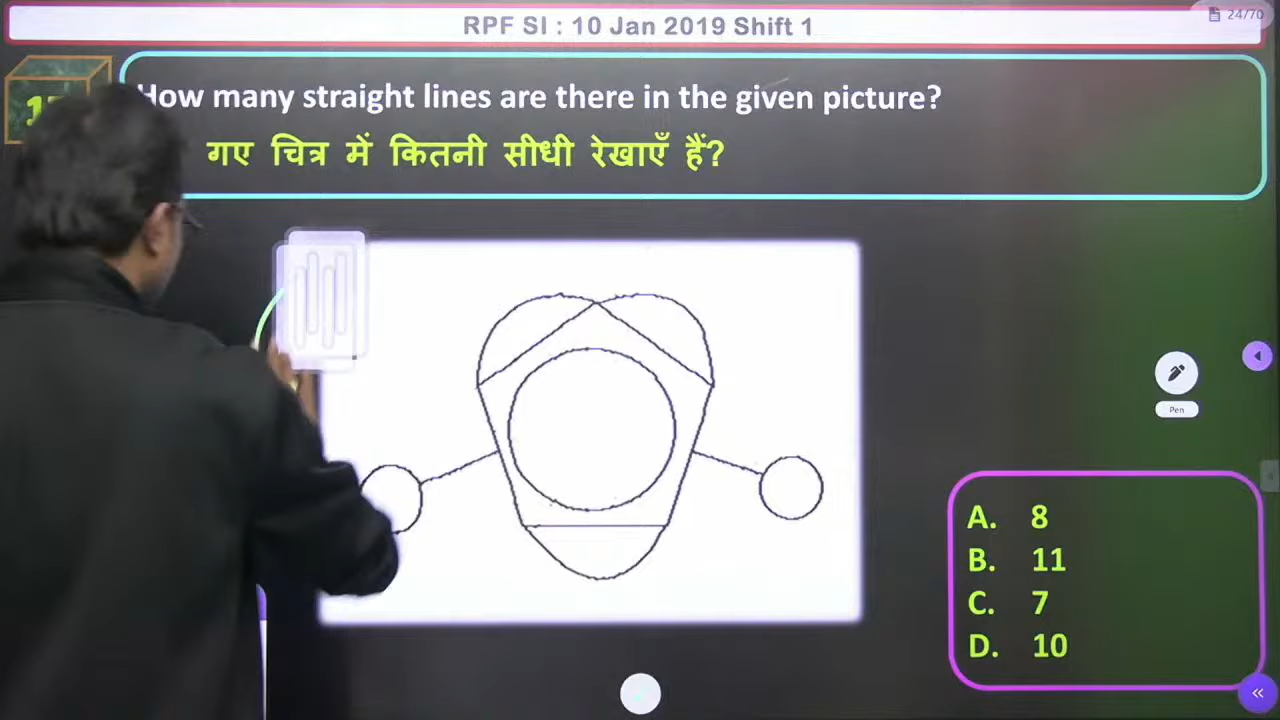 RPF SI : 10 Jan 2019 Shift 1
24/70
How many straight lines are there in the given picture?
गए चित्र में कितनी सीधी रेखाएँ हैं?
Pen
A. 8
B. 11
C. 7
D. 10